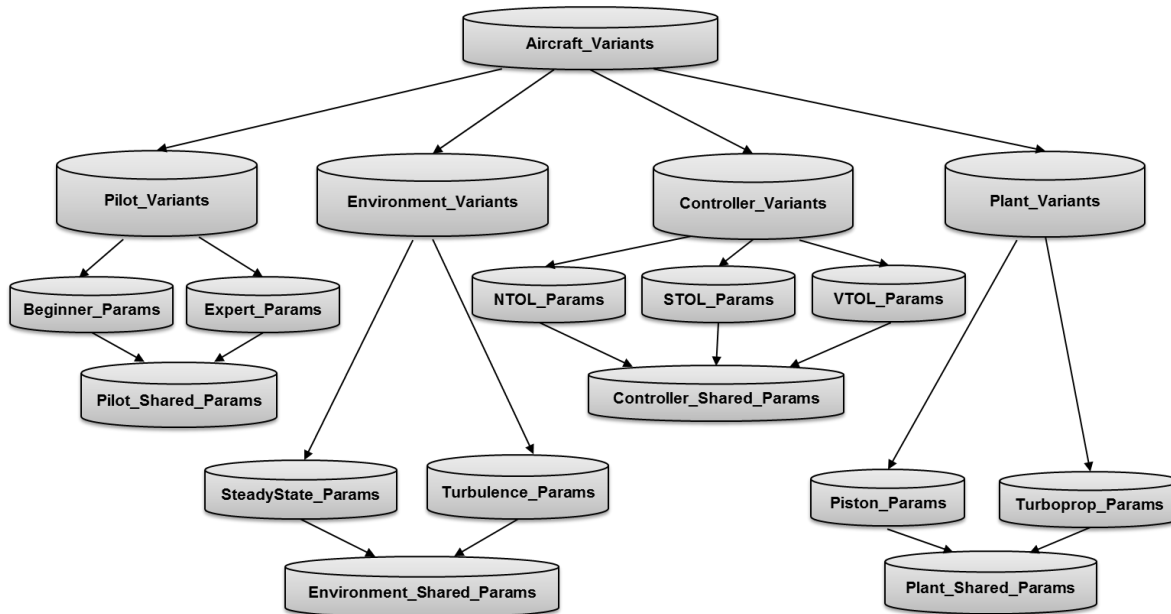 Aircraft_Variants
Pilot_Variants
Environment_Variants
Controller_Variants
Plant_Variants
Beginner_Params
Expert_Params
NTOL_Params
STOL_Params
VTOL_Params
Pilot_Shared_Params
Controller_Shared_Params
SteadyState_Params
Turbulence_Params
Piston_Params
Turboprop_Params
Environment_Shared_Params
Plant_Shared_Params